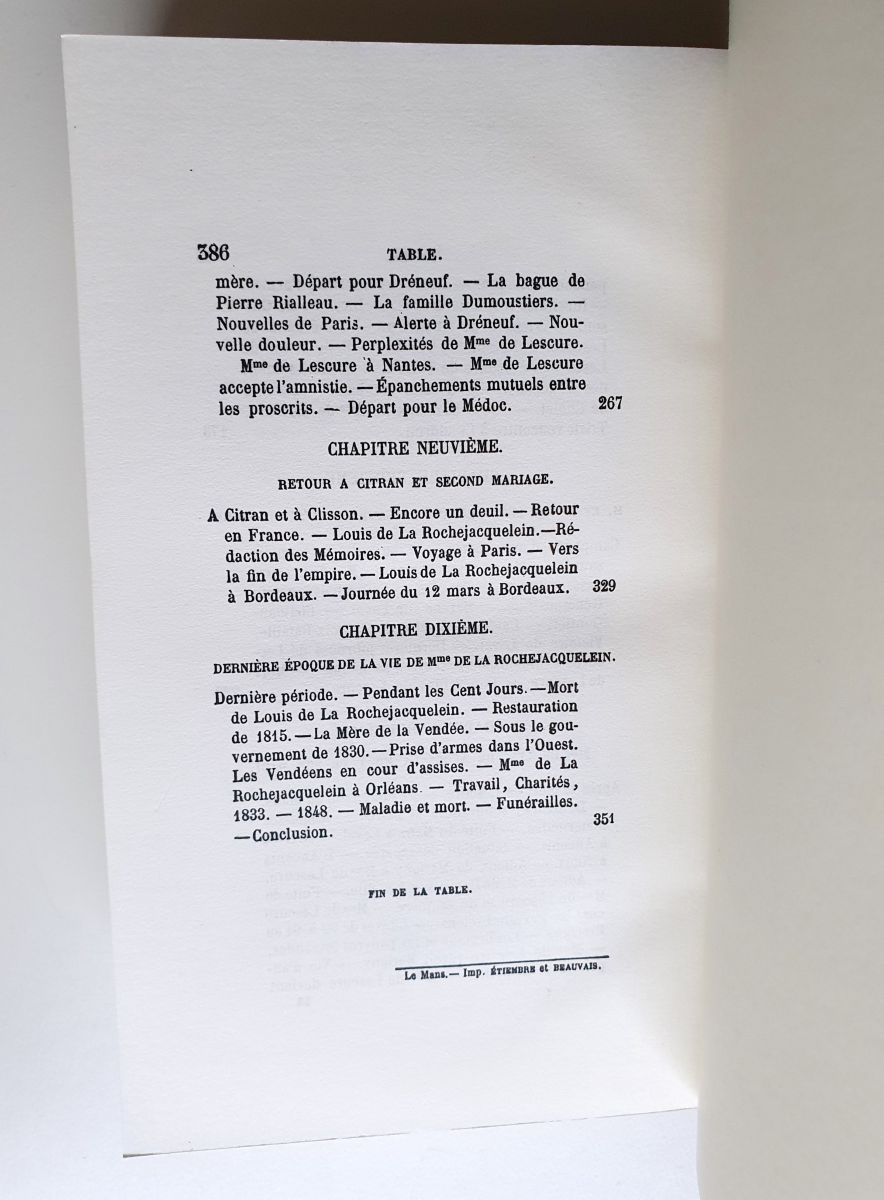 386 TABLE.
mère. — Départ pour Dréneuf. — La bague de
Pierre Rialleau. — La famille Dumoustiers. —
Nouvelles de Paris. — Alerte à Dréneuf. — Nou-
velle douleur. — Perplexités de Mme de Lescure.
Mme de Lescure à Nantes. — Mme de Lescure
accepte l'amnistie. — Épanchements mutuels entre
les proscrits. — Départ pour le Médoc. 267
CHAPITRE NEUVIÈME.
RETOUR A CITRAN ET SECOND MARIAGE.
A Citran et à Clisson. — Encore un deuil. — Retour
en France. — Louis de La Rochejacquelein. — Ré-
daction des Mémoires. — Voyage à Paris. — Vers
la fin de l'empire. — Louis de La Rochejacquelein
à Bordeaux. — Journée du 12 mars à Bordeaux. 329
CHAPITRE DIXIÈME.
DERNIÈRE ÉPOQUE DE LA VIE DE Mme DE LA ROCHEJACQUELEIN.
Dernière période. — Pendant les Cent Jours. — Mort
de Louis de La Rochejacquelein. — Restauration
de 1815. — La Mère de la Vendée. — Sous le gou-
vernement de 1830. — Prise d'armes dans l'Ouest.
Les Vendéens en cour d'assises. — Mme de La
Rochejacquelein à Orléans. — Travail, Charités,
1833. — 1848. — Maladie et mort. — Funérailles.
— Conclusion. 351
FIN DE LA TABLE.
Le Mans. — Imp. ÉTIEMBRE et BEAUVAIS.